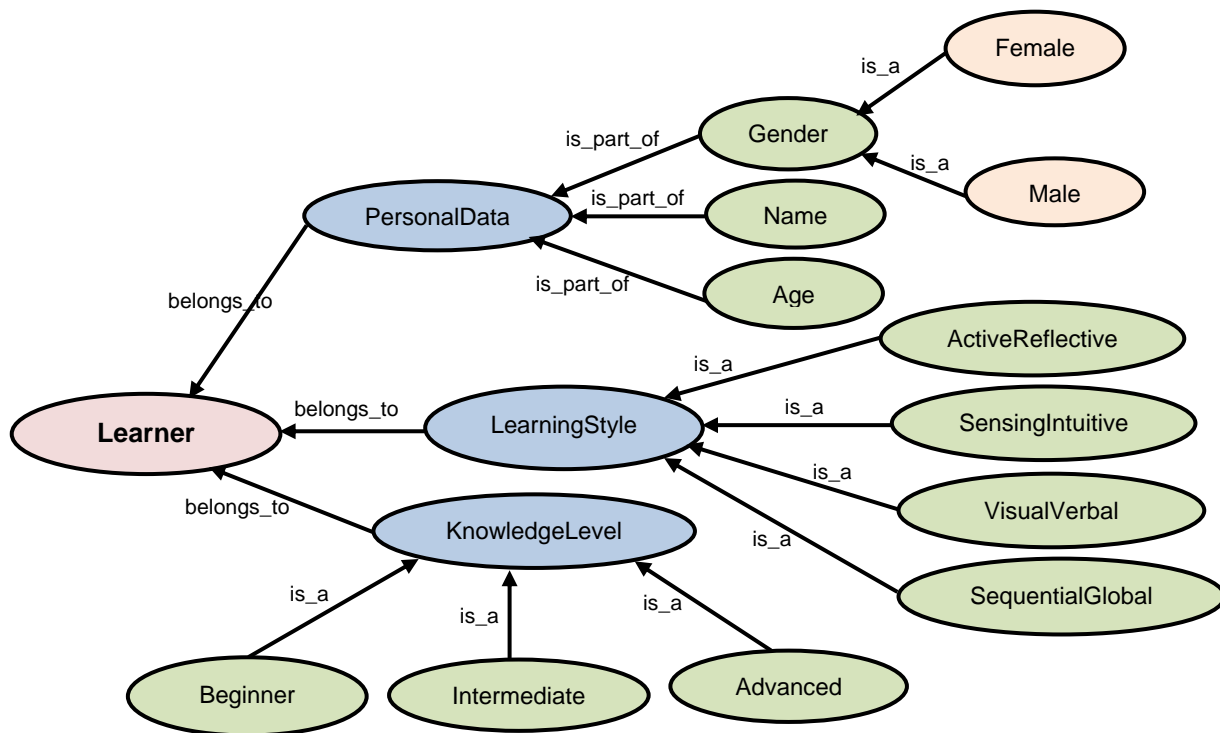 Female
is_a
Gender
is_part_of
is_a
Male
is_part_of
Name
PersonalData
is_part_of
Age
belongs_to
ActiveReflective
is_a
belongs_to
is_a
SensingIntuitive
Learner
LearningStyle
is_a
VisualVerbal
belongs_to
KnowledgeLevel
is_a
SequentialGlobal
is_a
is_a
is_a
Beginner
Intermediate
Advanced